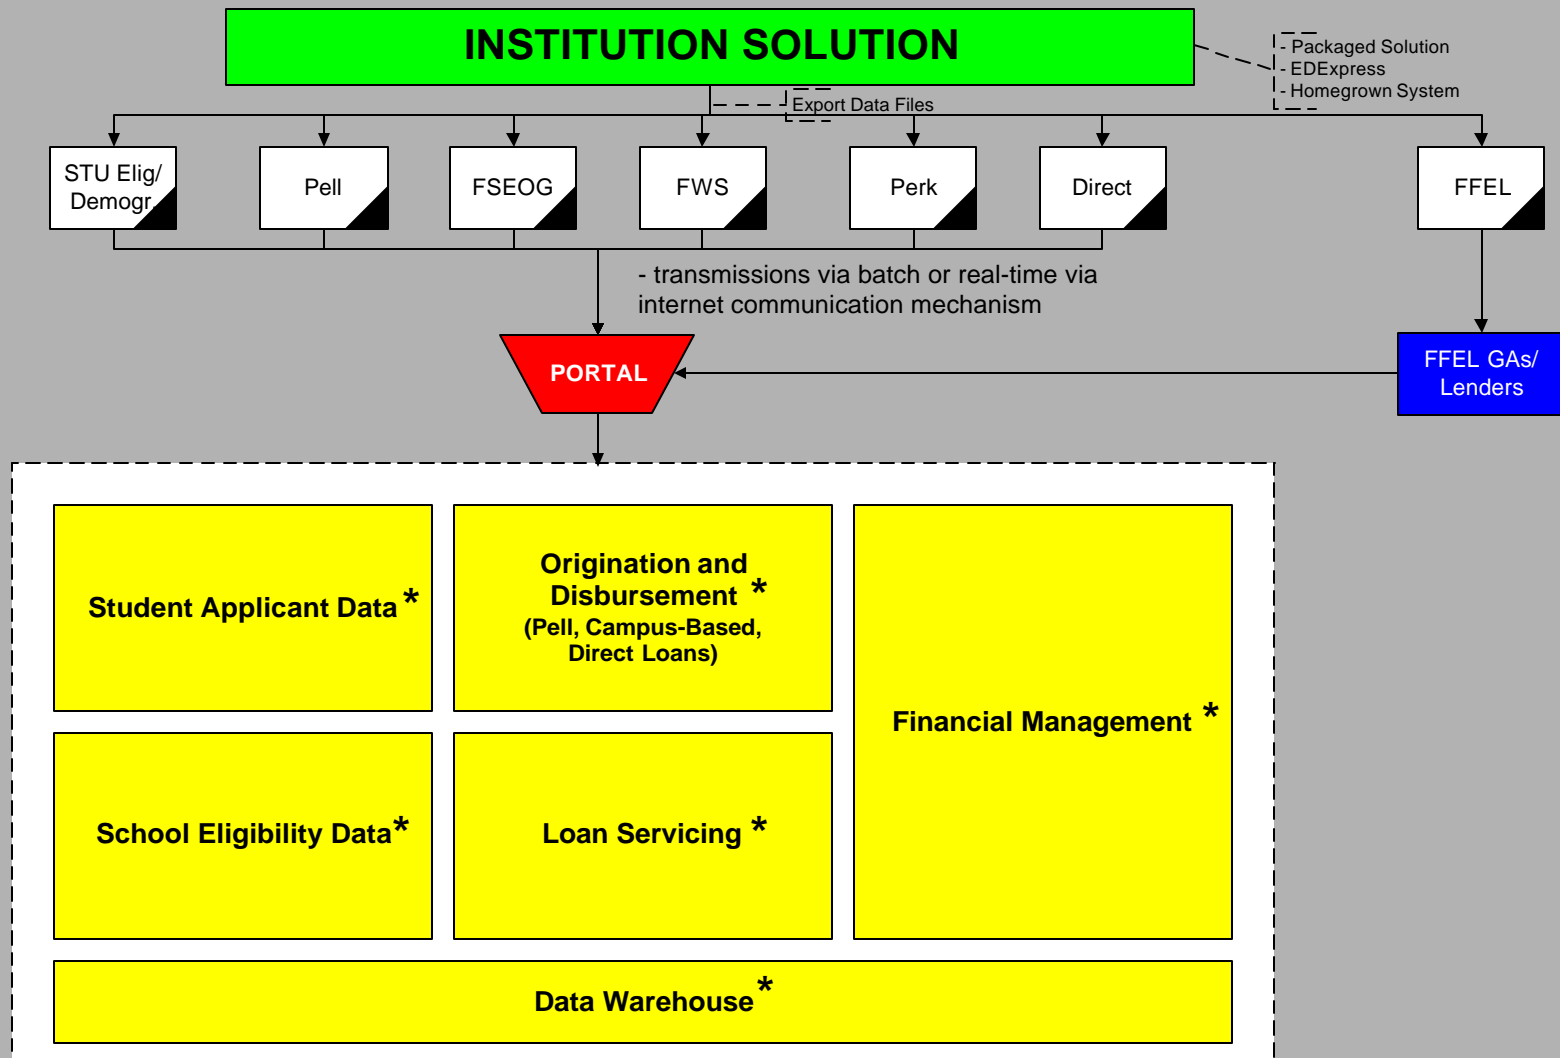 INSTITUTION SOLUTION
- Packaged Solution
- EDExpress
- Homegrown System
Export Data Files
STU Elig/
Demogr.
Pell
FSEOG
FWS
Perk
Direct
FFEL
- transmissions via batch or real-time via
internet communication mechanism
PORTAL
FFEL GAs/
Lenders
Student Applicant Data *
Origination and
Disbursement *
(Pell, Campus-Based,
Direct Loans)
Financial Management *
School Eligibility Data*
Loan Servicing *
Data Warehouse*